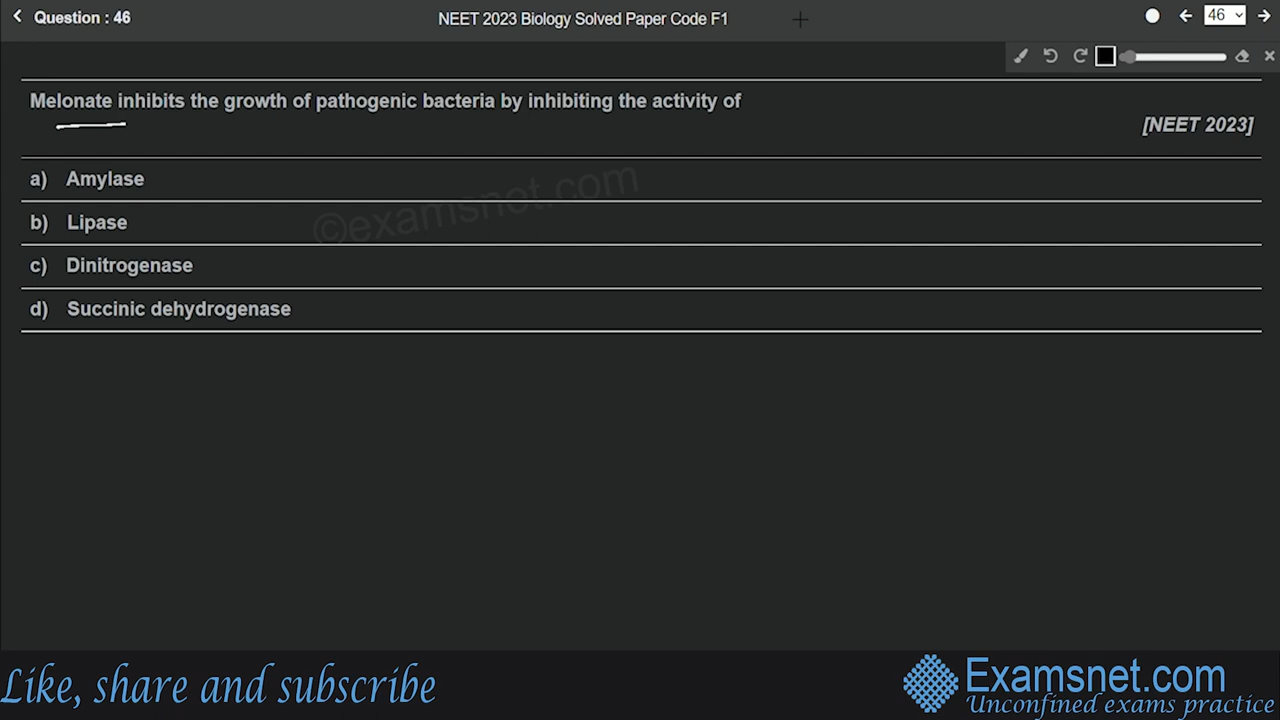 Question : 46
NEET 2023 Biology Solved Paper Code F1
46
Melonate inhibits the growth of pathogenic bacteria by inhibiting the activity of
[NEET 2023]
a) Amylase
©examsnet.com
b) Lipase
c) Dinitrogenase
d) Succinic dehydrogenase
Like, share and subscribe
Examsnet.com
Unconfined exams practice